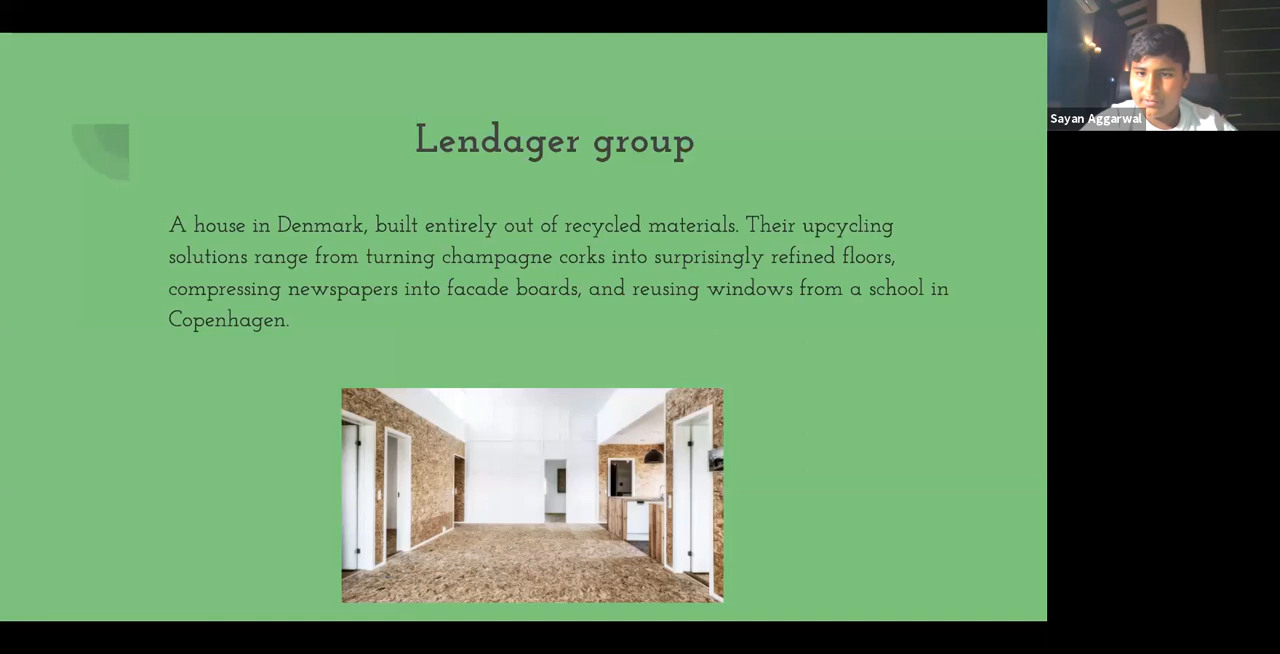 Lendager group
A house in Denmark, built entirely out of recycled materials. Their upcycling
solutions range from turning champagne corks into surprisingly refined floors,
compressing newspapers into facade boards, and reusing windows from a school in
Copenhagen.
Sayan Aggarwal